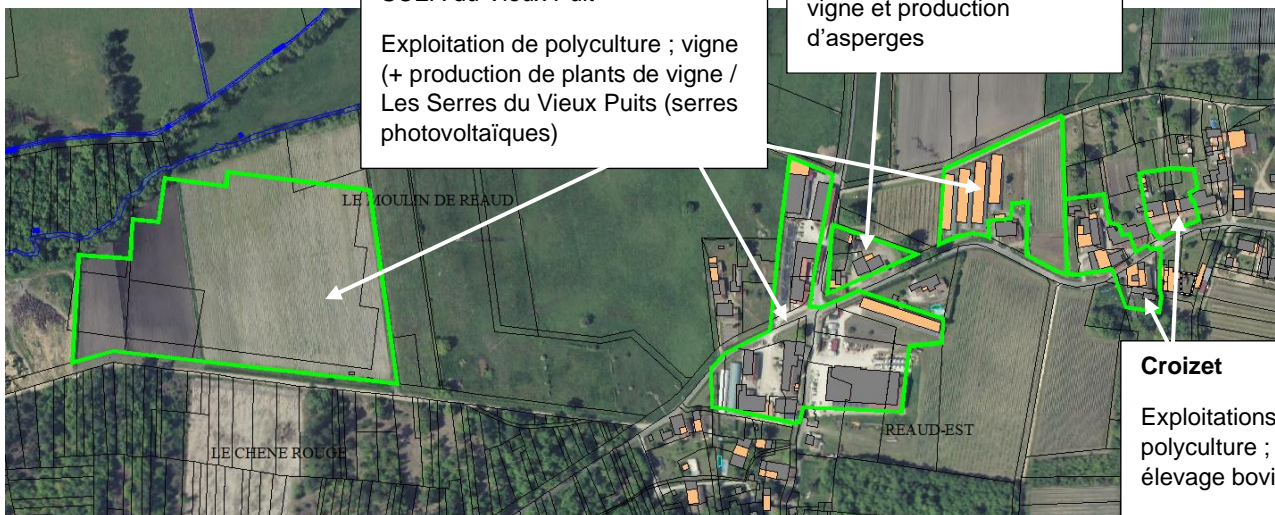 Exploitation de polyculture ; vigne
(+ production de plants de vigne /
Les Serres du Vieux Puits (serres
photovoltaïques)
vigne et production
d'asperges
LE MOULIN DE REAUD
LE CHENE ROUGE
REAUD-EST
Croizet
Exploitations
polyculture ;
élevage bovi